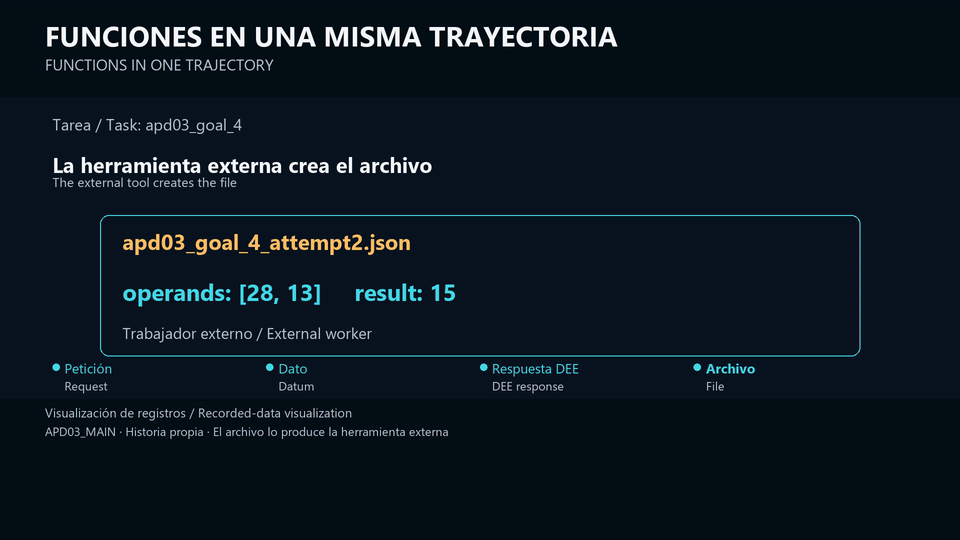 FUNCIONES EN UNA MISMA TRAYECTORIA
FUNCTIONS IN ONE TRAJECTORY
Tarea / Task: apd03_goal_4
La herramienta externa crea el archivo
The external tool creates the file
apd03_goal_4_attempt2.json
operands: [28, 13] result: 15
Trabajador externo / External worker
Petición Dato Respuesta DEE Archivo
Request Datum DEE response File
Visualización de registros / Recorded-data visualization
APD03_MAIN · Historia propia · El archivo lo produce la herramienta externa